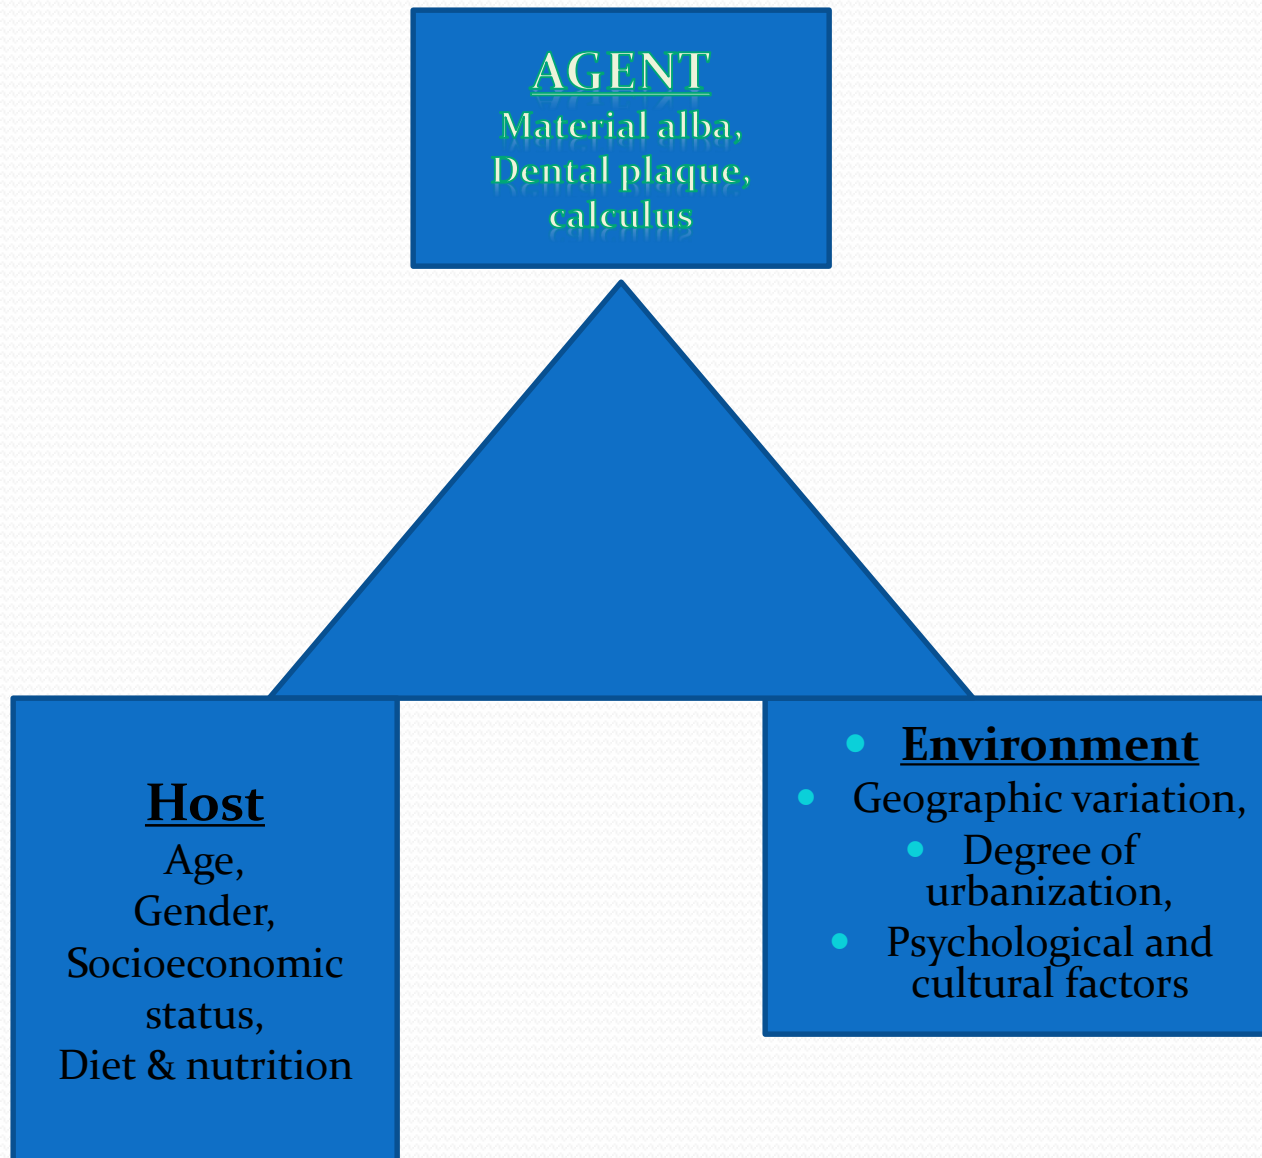 AGENT
Material alba,
Dental plaque,
calculus
Host
Age,
Gender,
Socioeconomic
status,
Diet & nutrition
• Environment
• Geographic variation,
• Degree of
urbanization,
• Psychological and
cultural factors